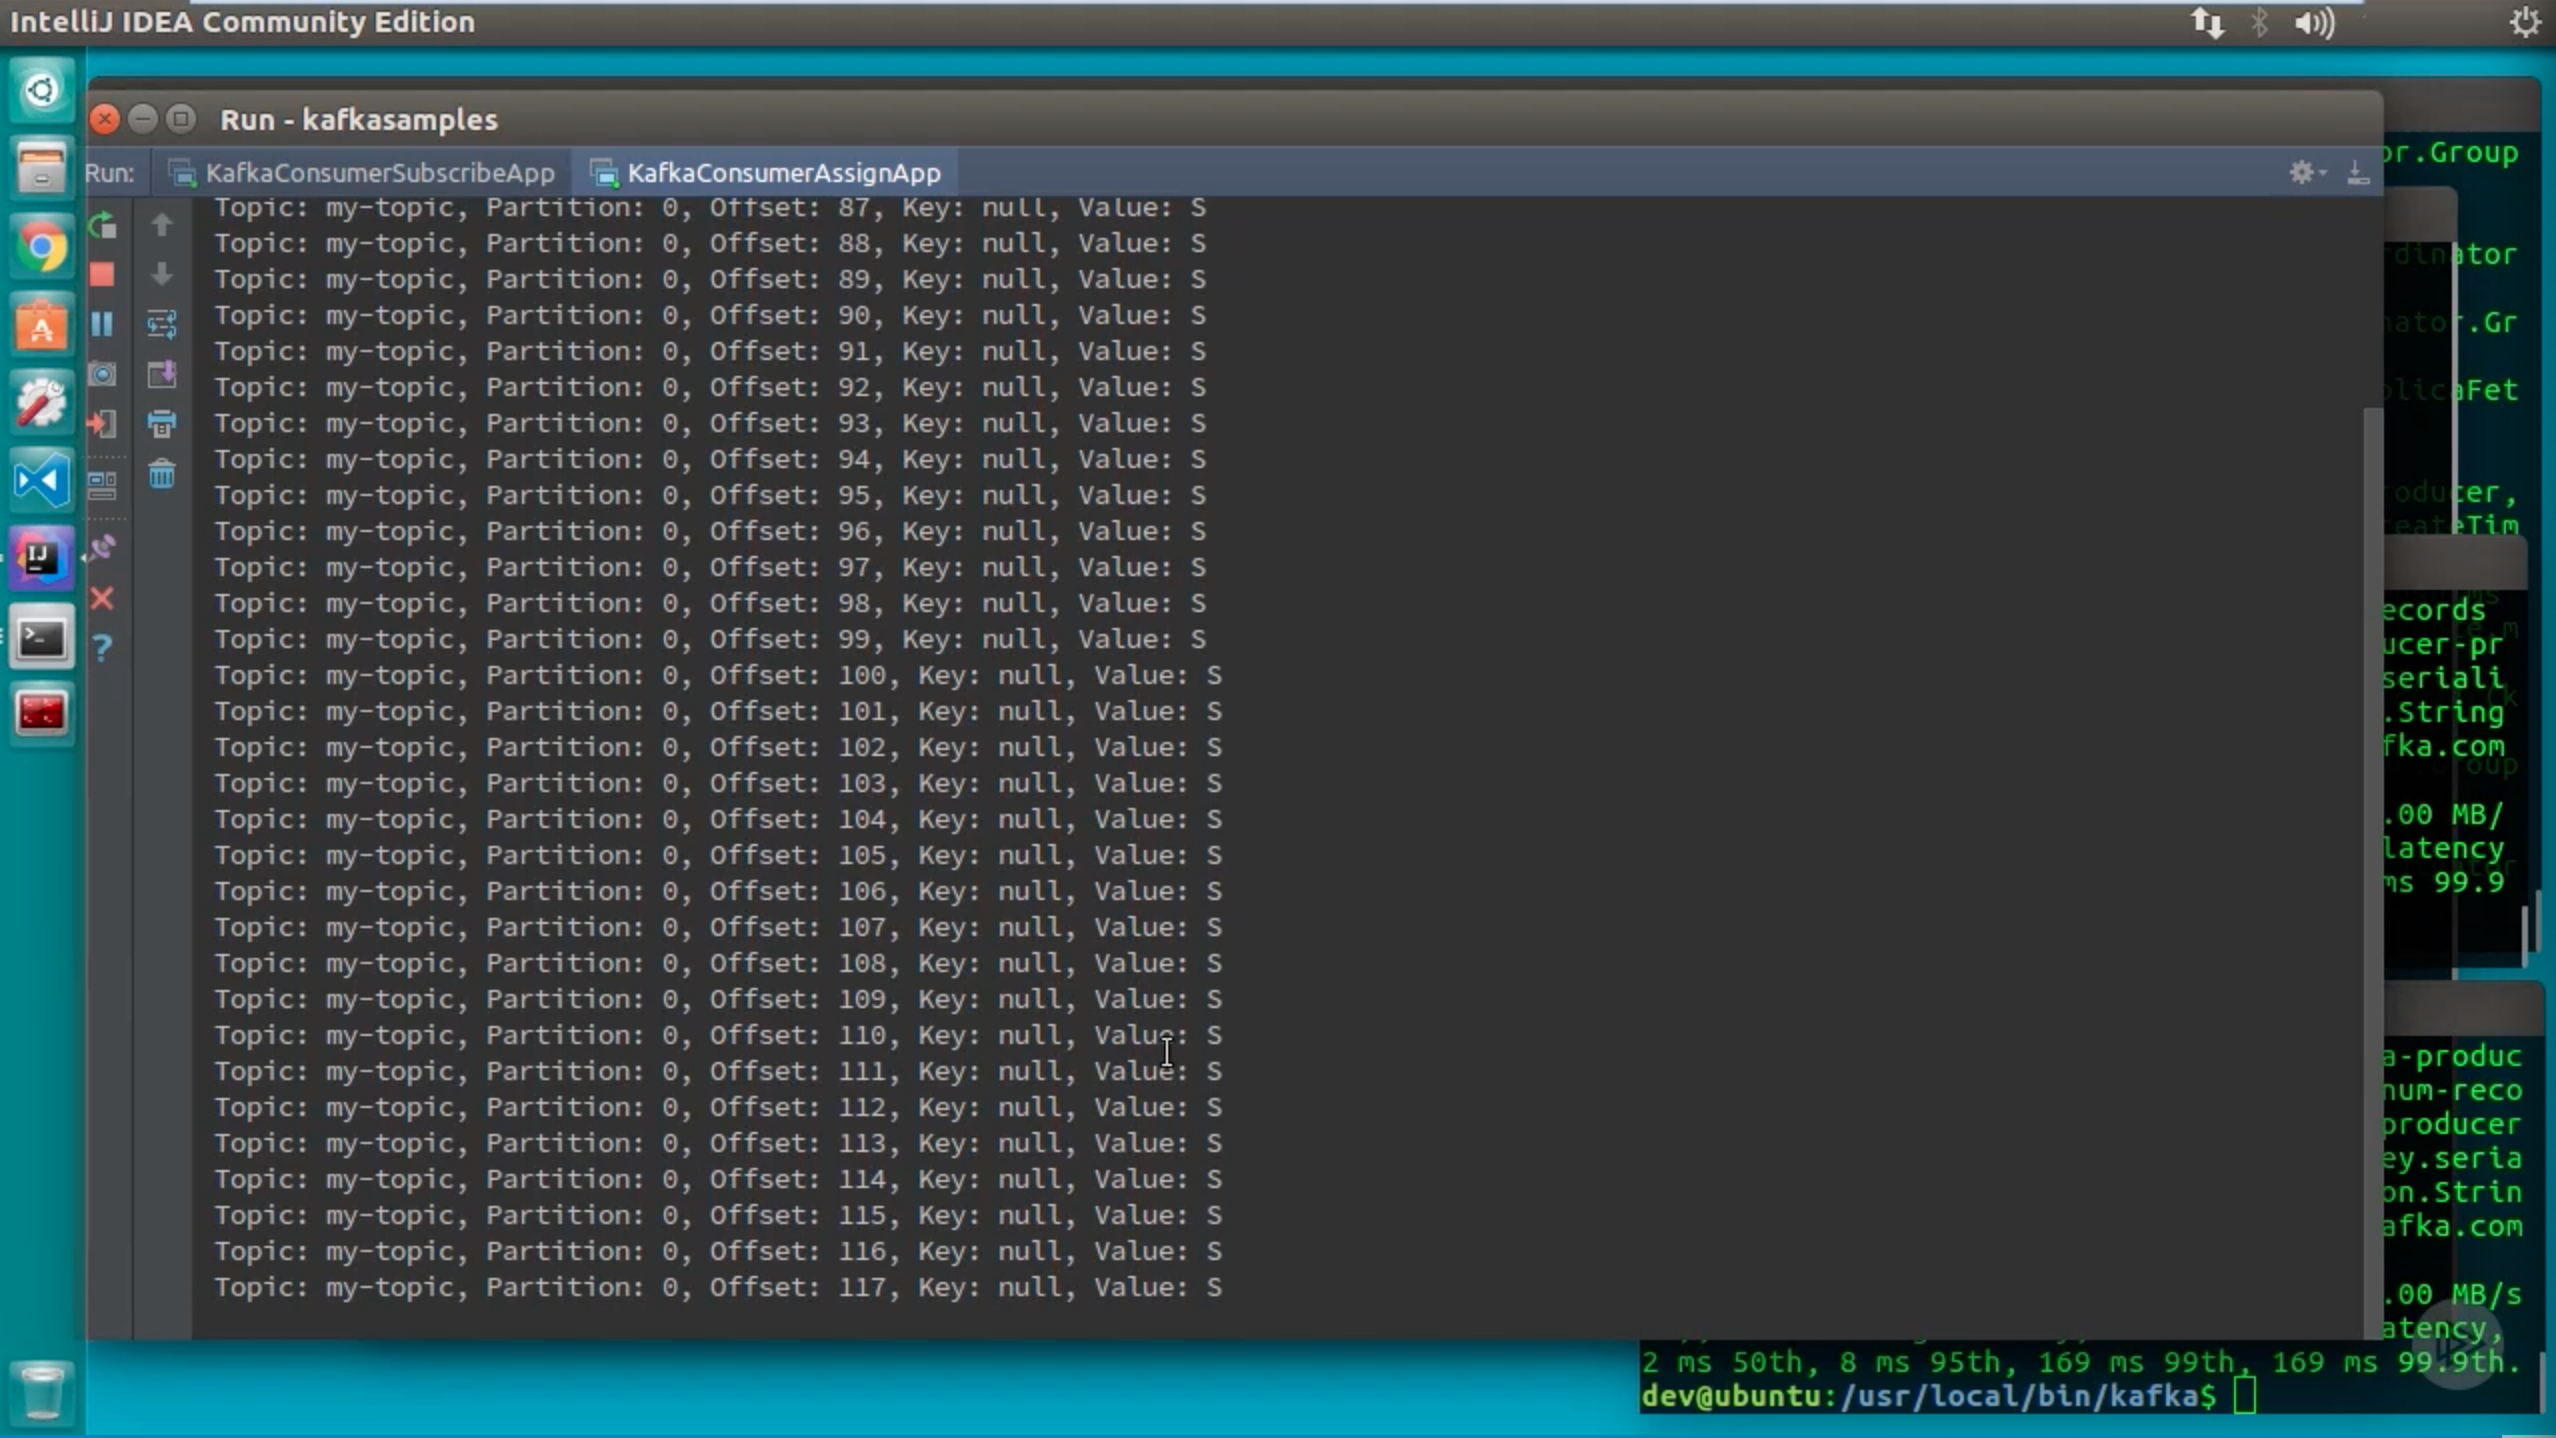 IntelliJ IDEA Community Edition
Run - kafkasamples
Run: KafkaConsumerSubscribeApp KafkaConsumerAssignApp
Topic: my-topic, Partition: 0, Offset: 87, Key: null, Value: S
Topic: my-topic, Partition: 0, Offset: 88, Key: null, Value: S
Topic: my-topic, Partition: 0, Offset: 89, Key: null, Value: S
Topic: my-topic, Partition: 0, Offset: 90, Key: null, Value: S
Topic: my-topic, Partition: 0, Offset: 91, Key: null, Value: S
Topic: my-topic, Partition: 0, Offset: 92, Key: null, Value: S
Topic: my-topic, Partition: 0, Offset: 93, Key: null, Value: S
Topic: my-topic, Partition: 0, Offset: 94, Key: null, Value: S
Topic: my-topic, Partition: 0, Offset: 95, Key: null, Value: S
Topic: my-topic, Partition: 0, Offset: 96, Key: null, Value: S
Topic: my-topic, Partition: 0, Offset: 97, Key: null, Value: S
Topic: my-topic, Partition: 0, Offset: 98, Key: null, Value: S
Topic: my-topic, Partition: 0, Offset: 99, Key: null, Value: S
Topic: my-topic, Partition: 0, Offset: 100, Key: null, Value: S
Topic: my-topic, Partition: 0, Offset: 101, Key: null, Value: S
Topic: my-topic, Partition: 0, Offset: 102, Key: null, Value: S
Topic: my-topic, Partition: 0, Offset: 103, Key: null, Value: S
Topic: my-topic, Partition: 0, Offset: 104, Key: null, Value: S
Topic: my-topic, Partition: 0, Offset: 105, Key: null, Value: S
Topic: my-topic, Partition: 0, Offset: 106, Key: null, Value: S
Topic: my-topic, Partition: 0, Offset: 107, Key: null, Value: S
Topic: my-topic, Partition: 0, Offset: 108, Key: null, Value: S
Topic: my-topic, Partition: 0, Offset: 109, Key: null, Value: S
Topic: my-topic, Partition: 0, Offset: 110, Key: null, Value: S
Topic: my-topic, Partition: 0, Offset: 111, Key: null, Value: S
Topic: my-topic, Partition: 0, Offset: 112, Key: null, Value: S
Topic: my-topic, Partition: 0, Offset: 113, Key: null, Value: S
Topic: my-topic, Partition: 0, Offset: 114, Key: null, Value: S
Topic: my-topic, Partition: 0, Offset: 115, Key: null, Value: S
Topic: my-topic, Partition: 0, Offset: 116, Key: null, Value: S
Topic: my-topic, Partition: 0, Offset: 117, Key: null, Value: S
or.Group
dinator
nator.Gr
plicaFet
oducer,
reateTim
ecords
ucer-pr
seriali
.String
fka.com
.00 MB/
latency
ms 99.9
a-produc
num-reco
producer
ey.seria
on.Strin
afka.com
.00 MB/s
atency,
2 ms 50th, 8 ms 95th, 169 ms 99th, 169 ms 99.9th.
dev@ubuntu:/usr/local/bin/kafka$